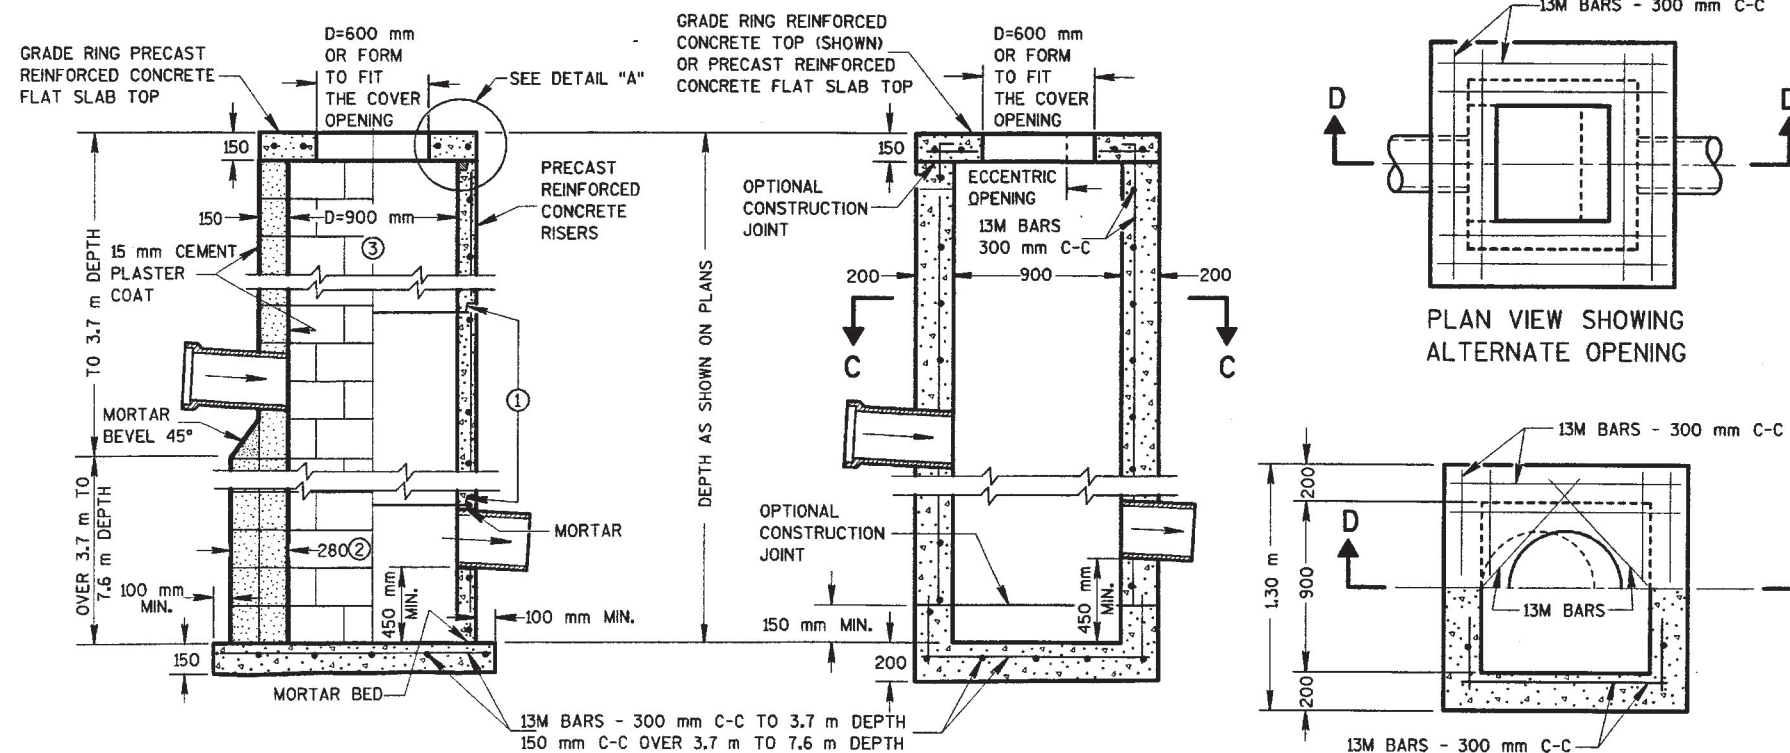 GRADE RING PRECAST
REINFORCED CONCRETE
FLAT SLAB TOP
D=600 mm
OR FORM
TO FIT
THE COVER
OPENING
SEE DETAIL "A"
150
150
D=900 mm
PRECAST
REINFORCED
CONCRETE
RISERS
15 mm CEMENT
PLASTER
COAT
③
TO 3.7 m DEPTH
MORTAR
BEVEL 45°
①
OVER 3.7 m TO
7.6 m DEPTH
280②
MORTAR
100 mm
MIN.
450 mm
MIN.
100 mm MIN.
150
MORTAR BED
13M BARS - 300 mm C-C TO 3.7 m DEPTH
150 mm C-C OVER 3.7 m TO 7.6 m DEPTH
DEPTH AS SHOWN ON PLANS
GRADE RING REINFORCED
CONCRETE TOP (SHOWN)
OR PRECAST REINFORCED
CONCRETE FLAT SLAB TOP
D=600 mm
OR FORM
TO FIT
THE COVER
OPENING
150
OPTIONAL
CONSTRUCTION
JOINT
ECCENTRIC
OPENING
13M BARS
300 mm C-C
200
900
200
C
C
OPTIONAL
CONSTRUCTION
JOINT
450 mm
MIN.
150 mm MIN.
200
13M BARS - 300 mm C-C
D
D
PLAN VIEW SHOWING
ALTERNATE OPENING
13M BARS - 300 mm C-C
200
D
1.30 m
900
13M BARS
200
13M BARS - 300 mm C-C